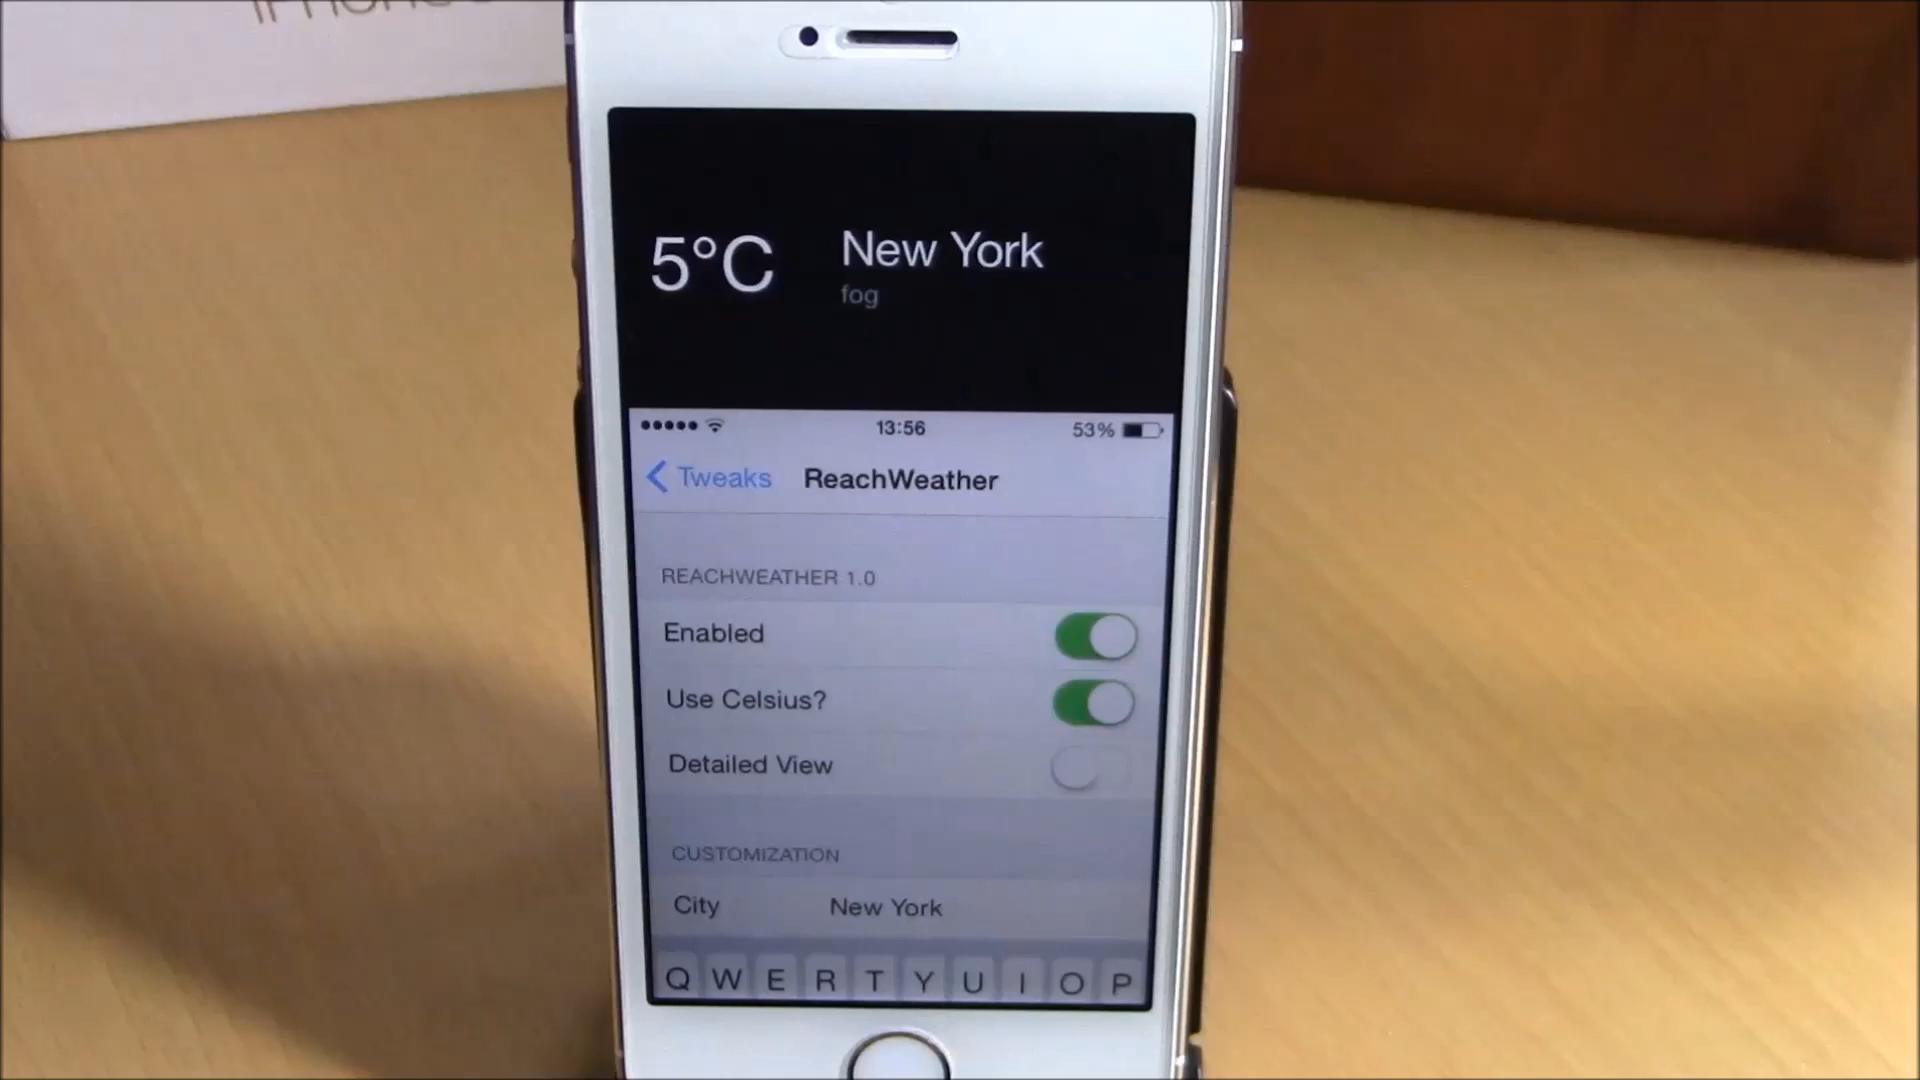 iPhone
5°C
New York
fog
13:56
53%
Tweaks
ReachWeather
REACHWEATHER 1.0
Enabled
Use Celsius?
Detailed View
CUSTOMIZATION
City New York
Q W E R T Y U I O P